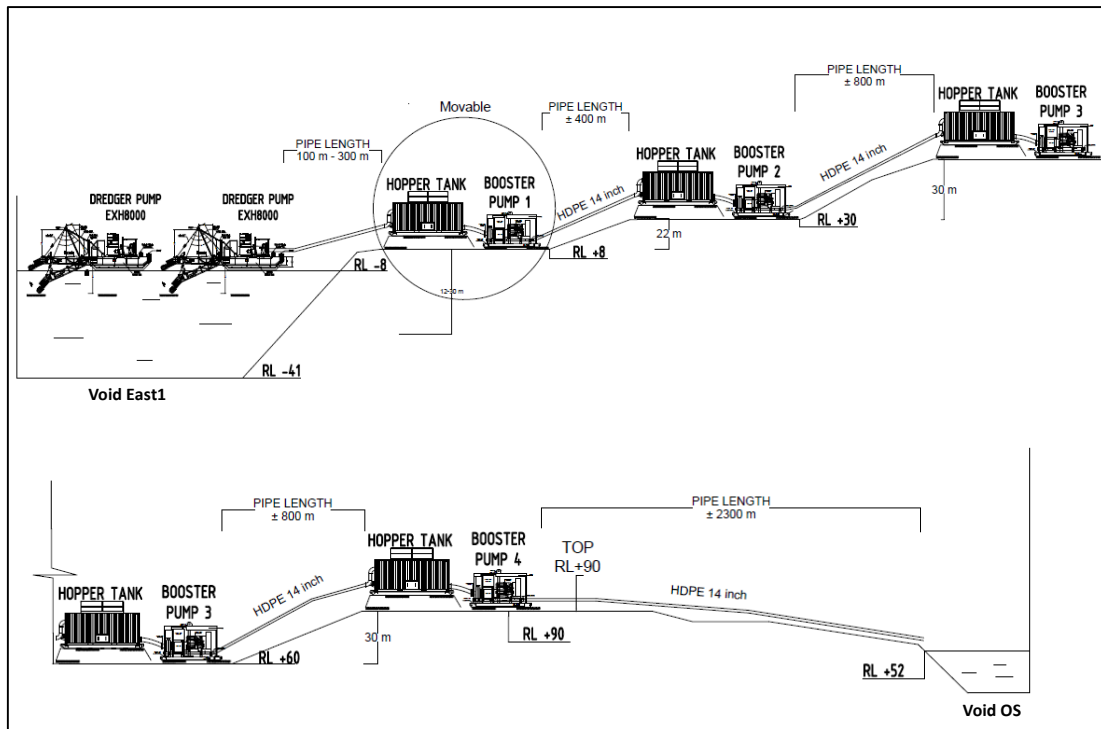 PIPE LENGTH
± 800 m
HOPPER TANK
BOOSTER
PUMP 3
Movable
PIPE LENGTH
± 400 m
PIPE LENGTH
100 m - 300 m
HOPPER TANK
BOOSTER
PUMP 2
HDPE 14 inch
30 m
DREDGER PUMP
EXH8000
DREDGER PUMP
EXH8000
HOPPER TANK
BOOSTER
PUMP 1
HDPE 14 inch
22 m
RL +30
RL -8
RL +8
12-30 m
RL -41
Void East1
PIPE LENGTH
± 800 m
PIPE LENGTH
± 2300 m
HOPPER TANK
BOOSTER
PUMP 4
TOP
RL+90
HDPE 14 inch
HDPE 14 inch
HOPPER TANK
BOOSTER
PUMP 3
30 m
RL +90
RL +60
RL +52
Void OS